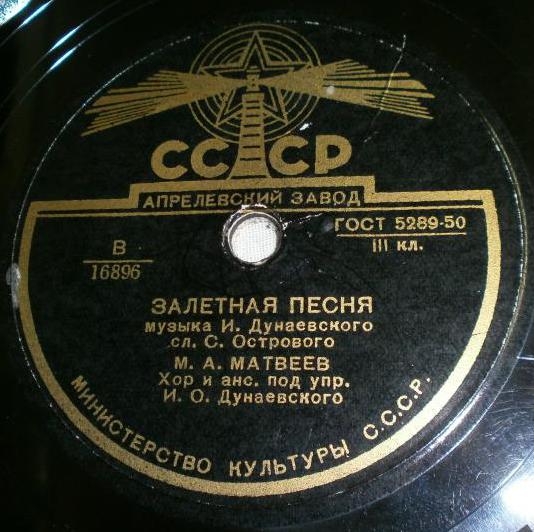 СССР
АПРЕЛЕВСКИЙ ЗАВОД
ГОСТ 5289-50
III кл.
В
16896
ЗАЛЕТНАЯ ПЕСНЯ
музыка И. Дунаевского
сл. С. Острового
М. А. МАТВЕЕВ
Хор и анс. под упр.
И. О. Дунаевского
МИНИСТЕРСТВО КУЛЬТУРЫ С.С.С.Р.